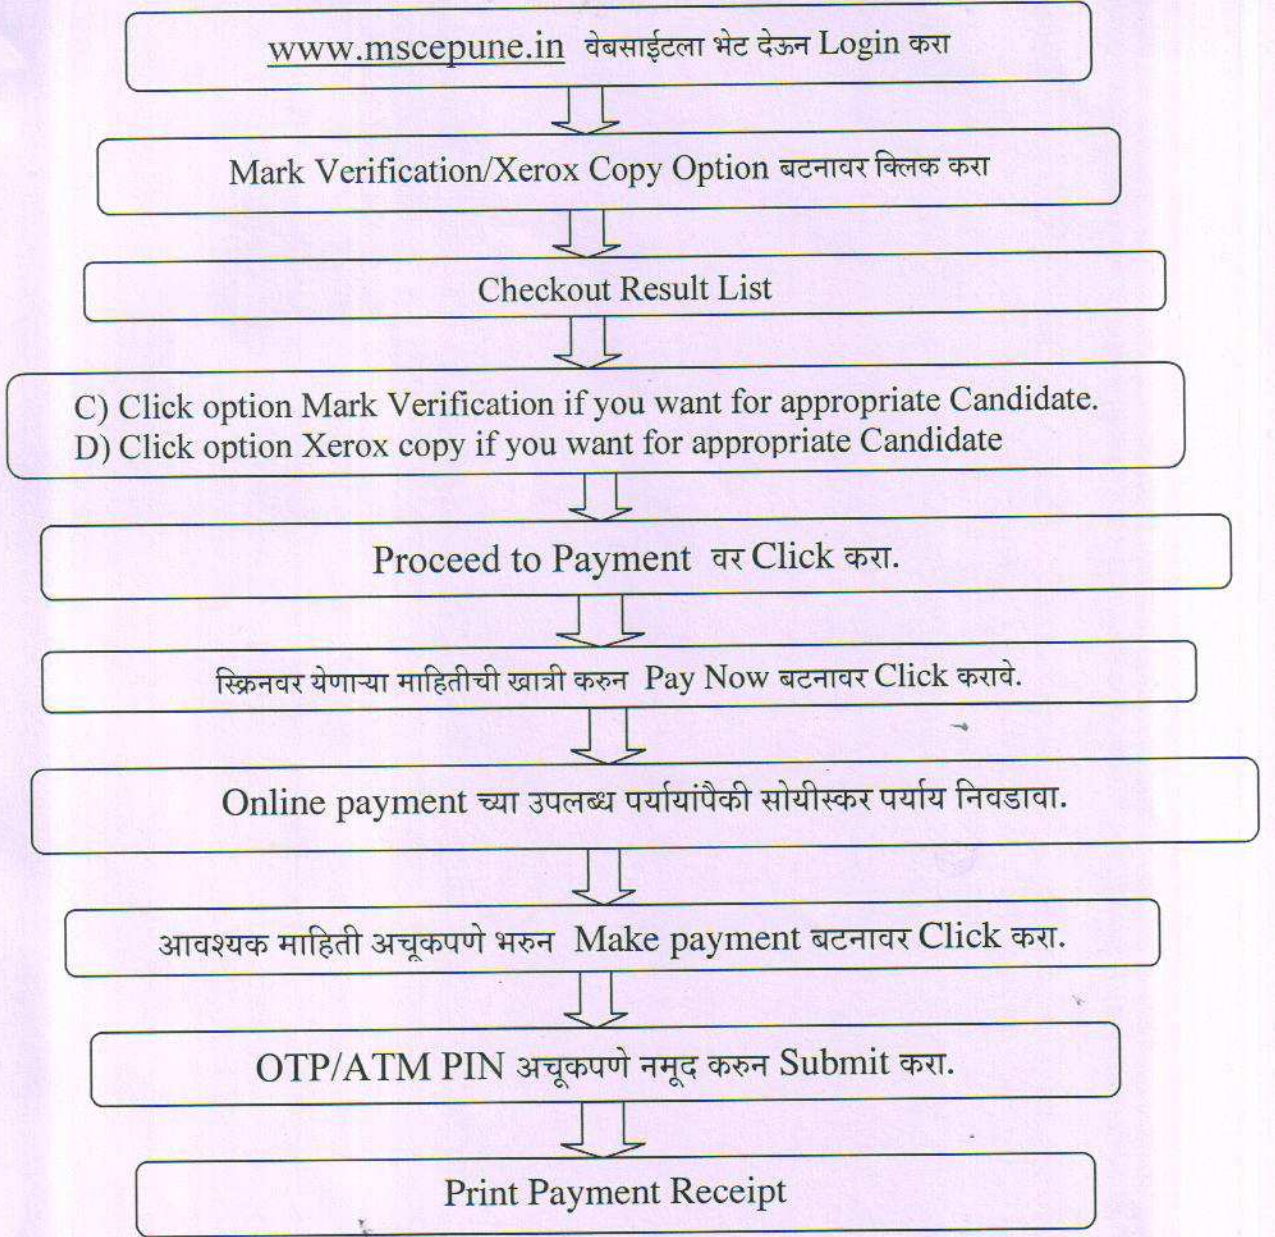 www.mscepune.in वेबसाईटला भेट देऊन Login करा
Mark Verification/Xerox Copy Option बटनावर क्लिक करा
Checkout Result List
C) Click option Mark Verification if you want for appropriate Candidate.
D) Click option Xerox copy if you want for appropriate Candidate
Proceed to Payment वर Click करा.
स्क्रिनवर येणाऱ्या माहितीची खात्री करुन Pay Now बटनावर Click करावे.
Online payment च्या उपलब्ध पर्यायांपैकी सोयीस्कर पर्याय निवडावा.
आवश्यक माहिती अचूकपणे भरुन Make payment बटनावर Click करा.
OTP/ATM PIN अचूकपणे नमूद करुन Submit करा.
Print Payment Receipt